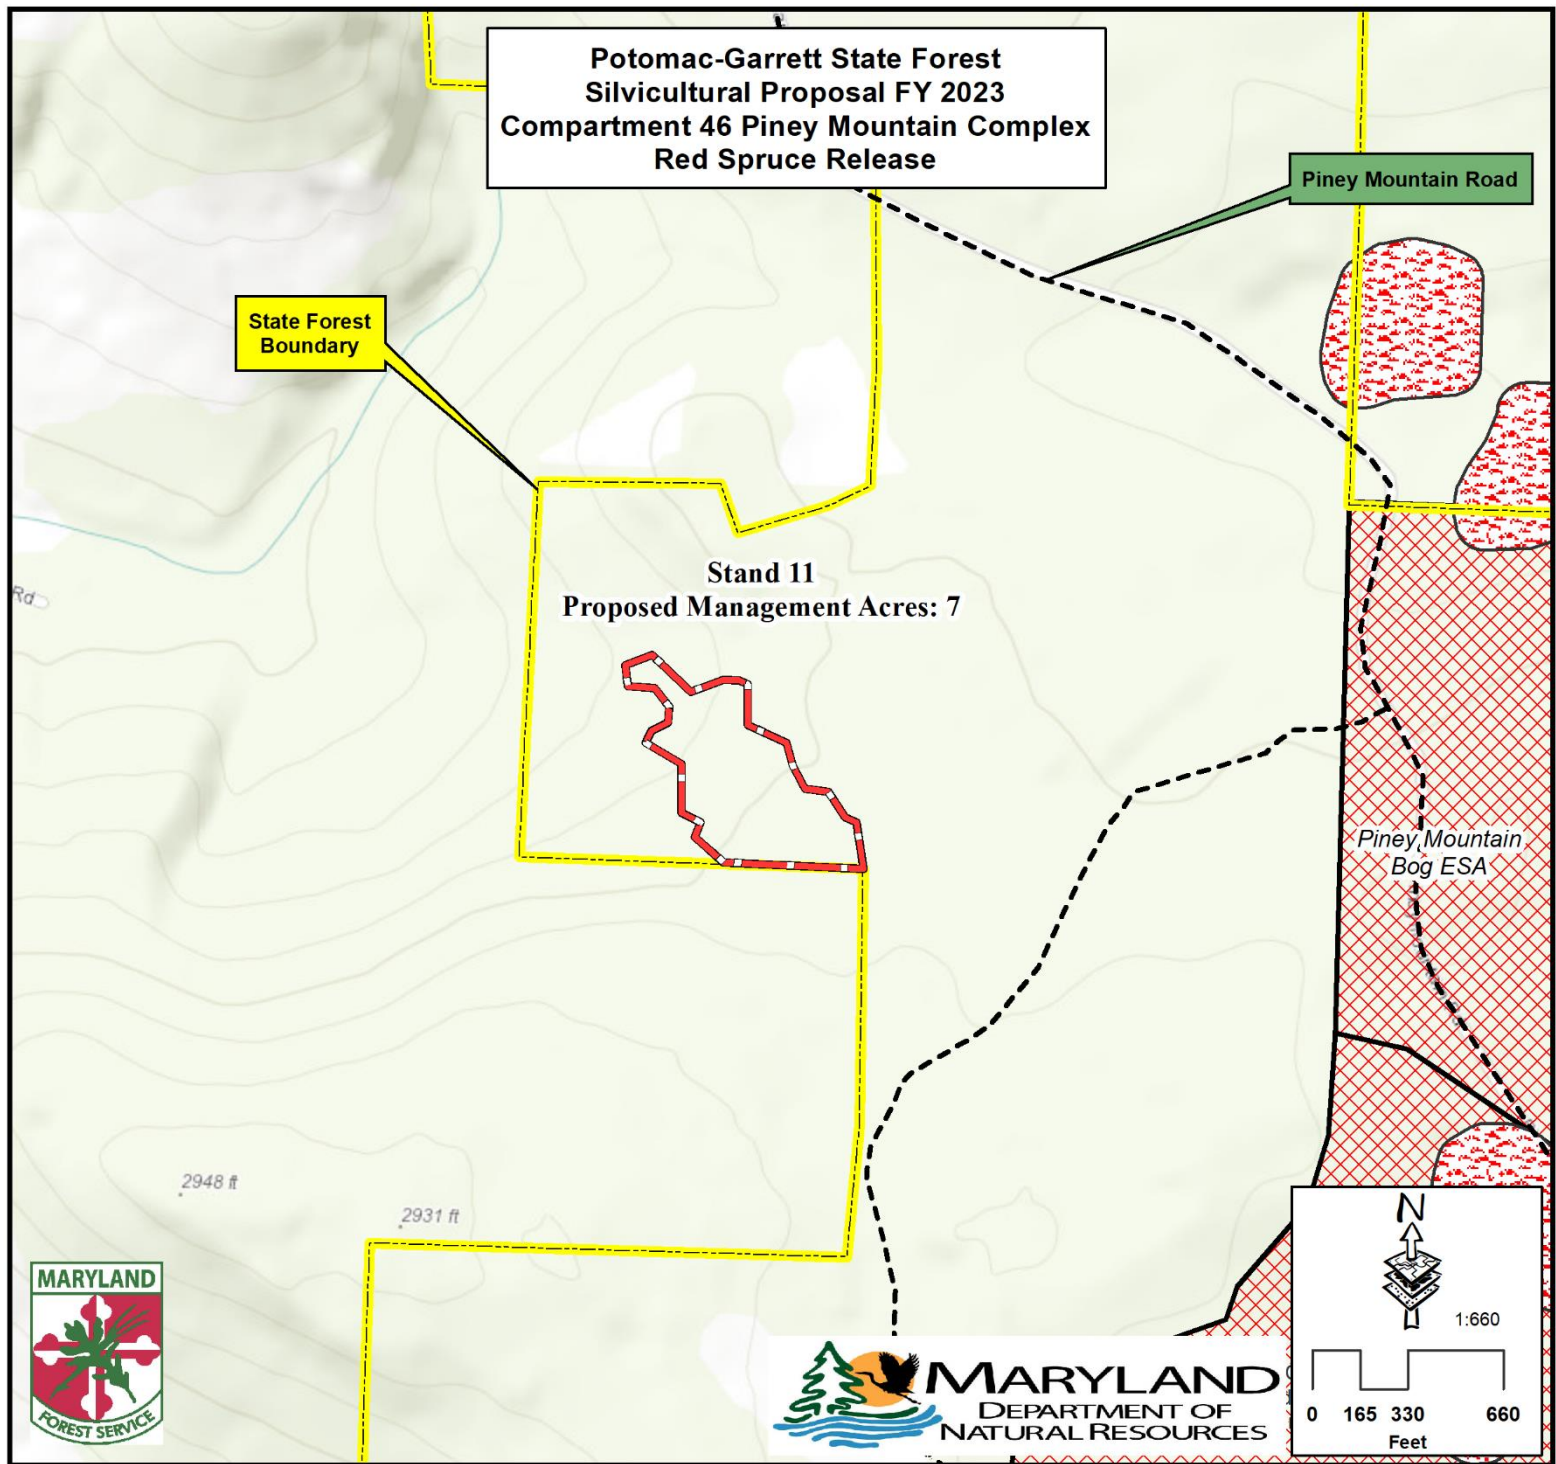 Potomac-Garrett State Forest
Silvicultural Proposal FY 2023
Compartment 46 Piney Mountain Complex
Red Spruce Release
Piney Mountain Road
State Forest
Boundary
Stand 11
Proposed Management Acres: 7
Rd
Piney Mountain
Bog ESA
2948 ft
2931 ft
MARYLAND
FOREST SERVICE
MARYLAND
DEPARTMENT OF
NATURAL RESOURCES
N
1:660
0 165 330 660
Feet